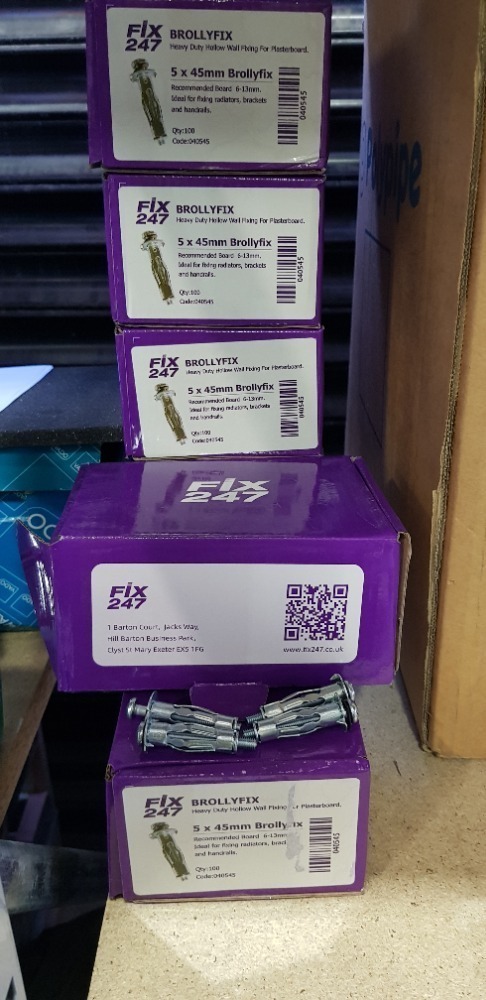 FIX
247
BROLLYFIX
Heavy Duty Hollow Wall Fixing For Plasterboard.
5 x 45mm Brollyfix
Recommended Board 6-13mm.
Ideal for fixing radiators, brackets
and handrails.
Qty:100
Code:040545
040545
FIX
247
BROLLYFIX
Heavy Duty Hollow Wall Fixing For Plasterboard.
5 x 45mm Brollyfix
Recommended Board 6-13mm.
Ideal for fixing radiators, brackets
and handrails.
Qty:100
Code:040545
040545
FIX
247
BROLLYFIX
Heavy Duty Hollow Wall Fixing For Plasterboard.
5 x 45mm Brollyfix
Recommended Board 6-13mm.
Ideal for fixing radiators, brackets
and handrails.
Qty:100
Code:040545
040545
FIX
247
FIX
247
1 Barton Court, Jacks Way,
Hill Barton Business Park,
Clyst St Mary Exeter EX5 1FG
www.fix247.co.uk
FIX
247
BROLLYFIX
Heavy Duty Hollow Wall Fixing For Plasterboard.
5 x 45mm Brollyfix
Recommended Board 6-13mm
Ideal for fixing radiators,
and handrails.
Qty:100
Code:040545
040545